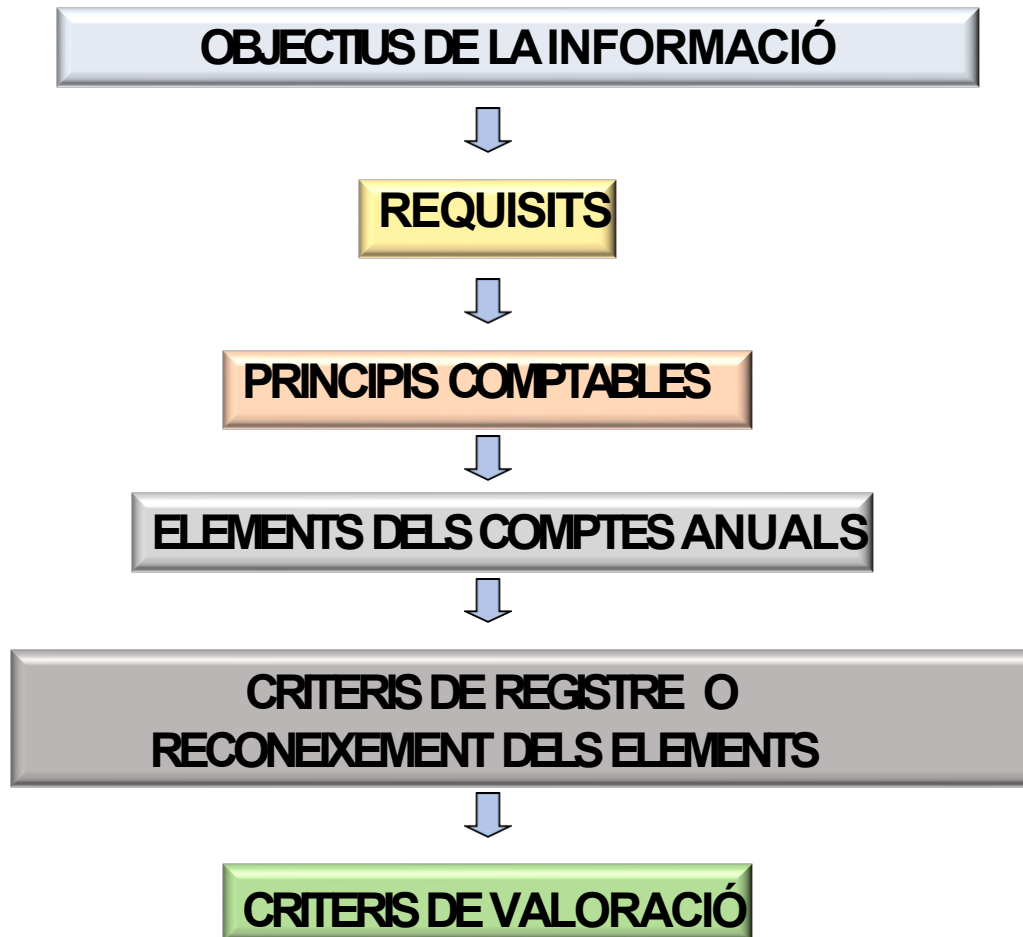 OBJECTIUS DE LA INFORMACIÓ
REQUISITS
PRINCIPIS COMPTABLES
ELEMENTS DELS COMPTES ANUALS
CRITERIS DE REGISTRE O
RECONEIXEMENT DELS ELEMENTS
CRITERIS DE VALORACIÓ